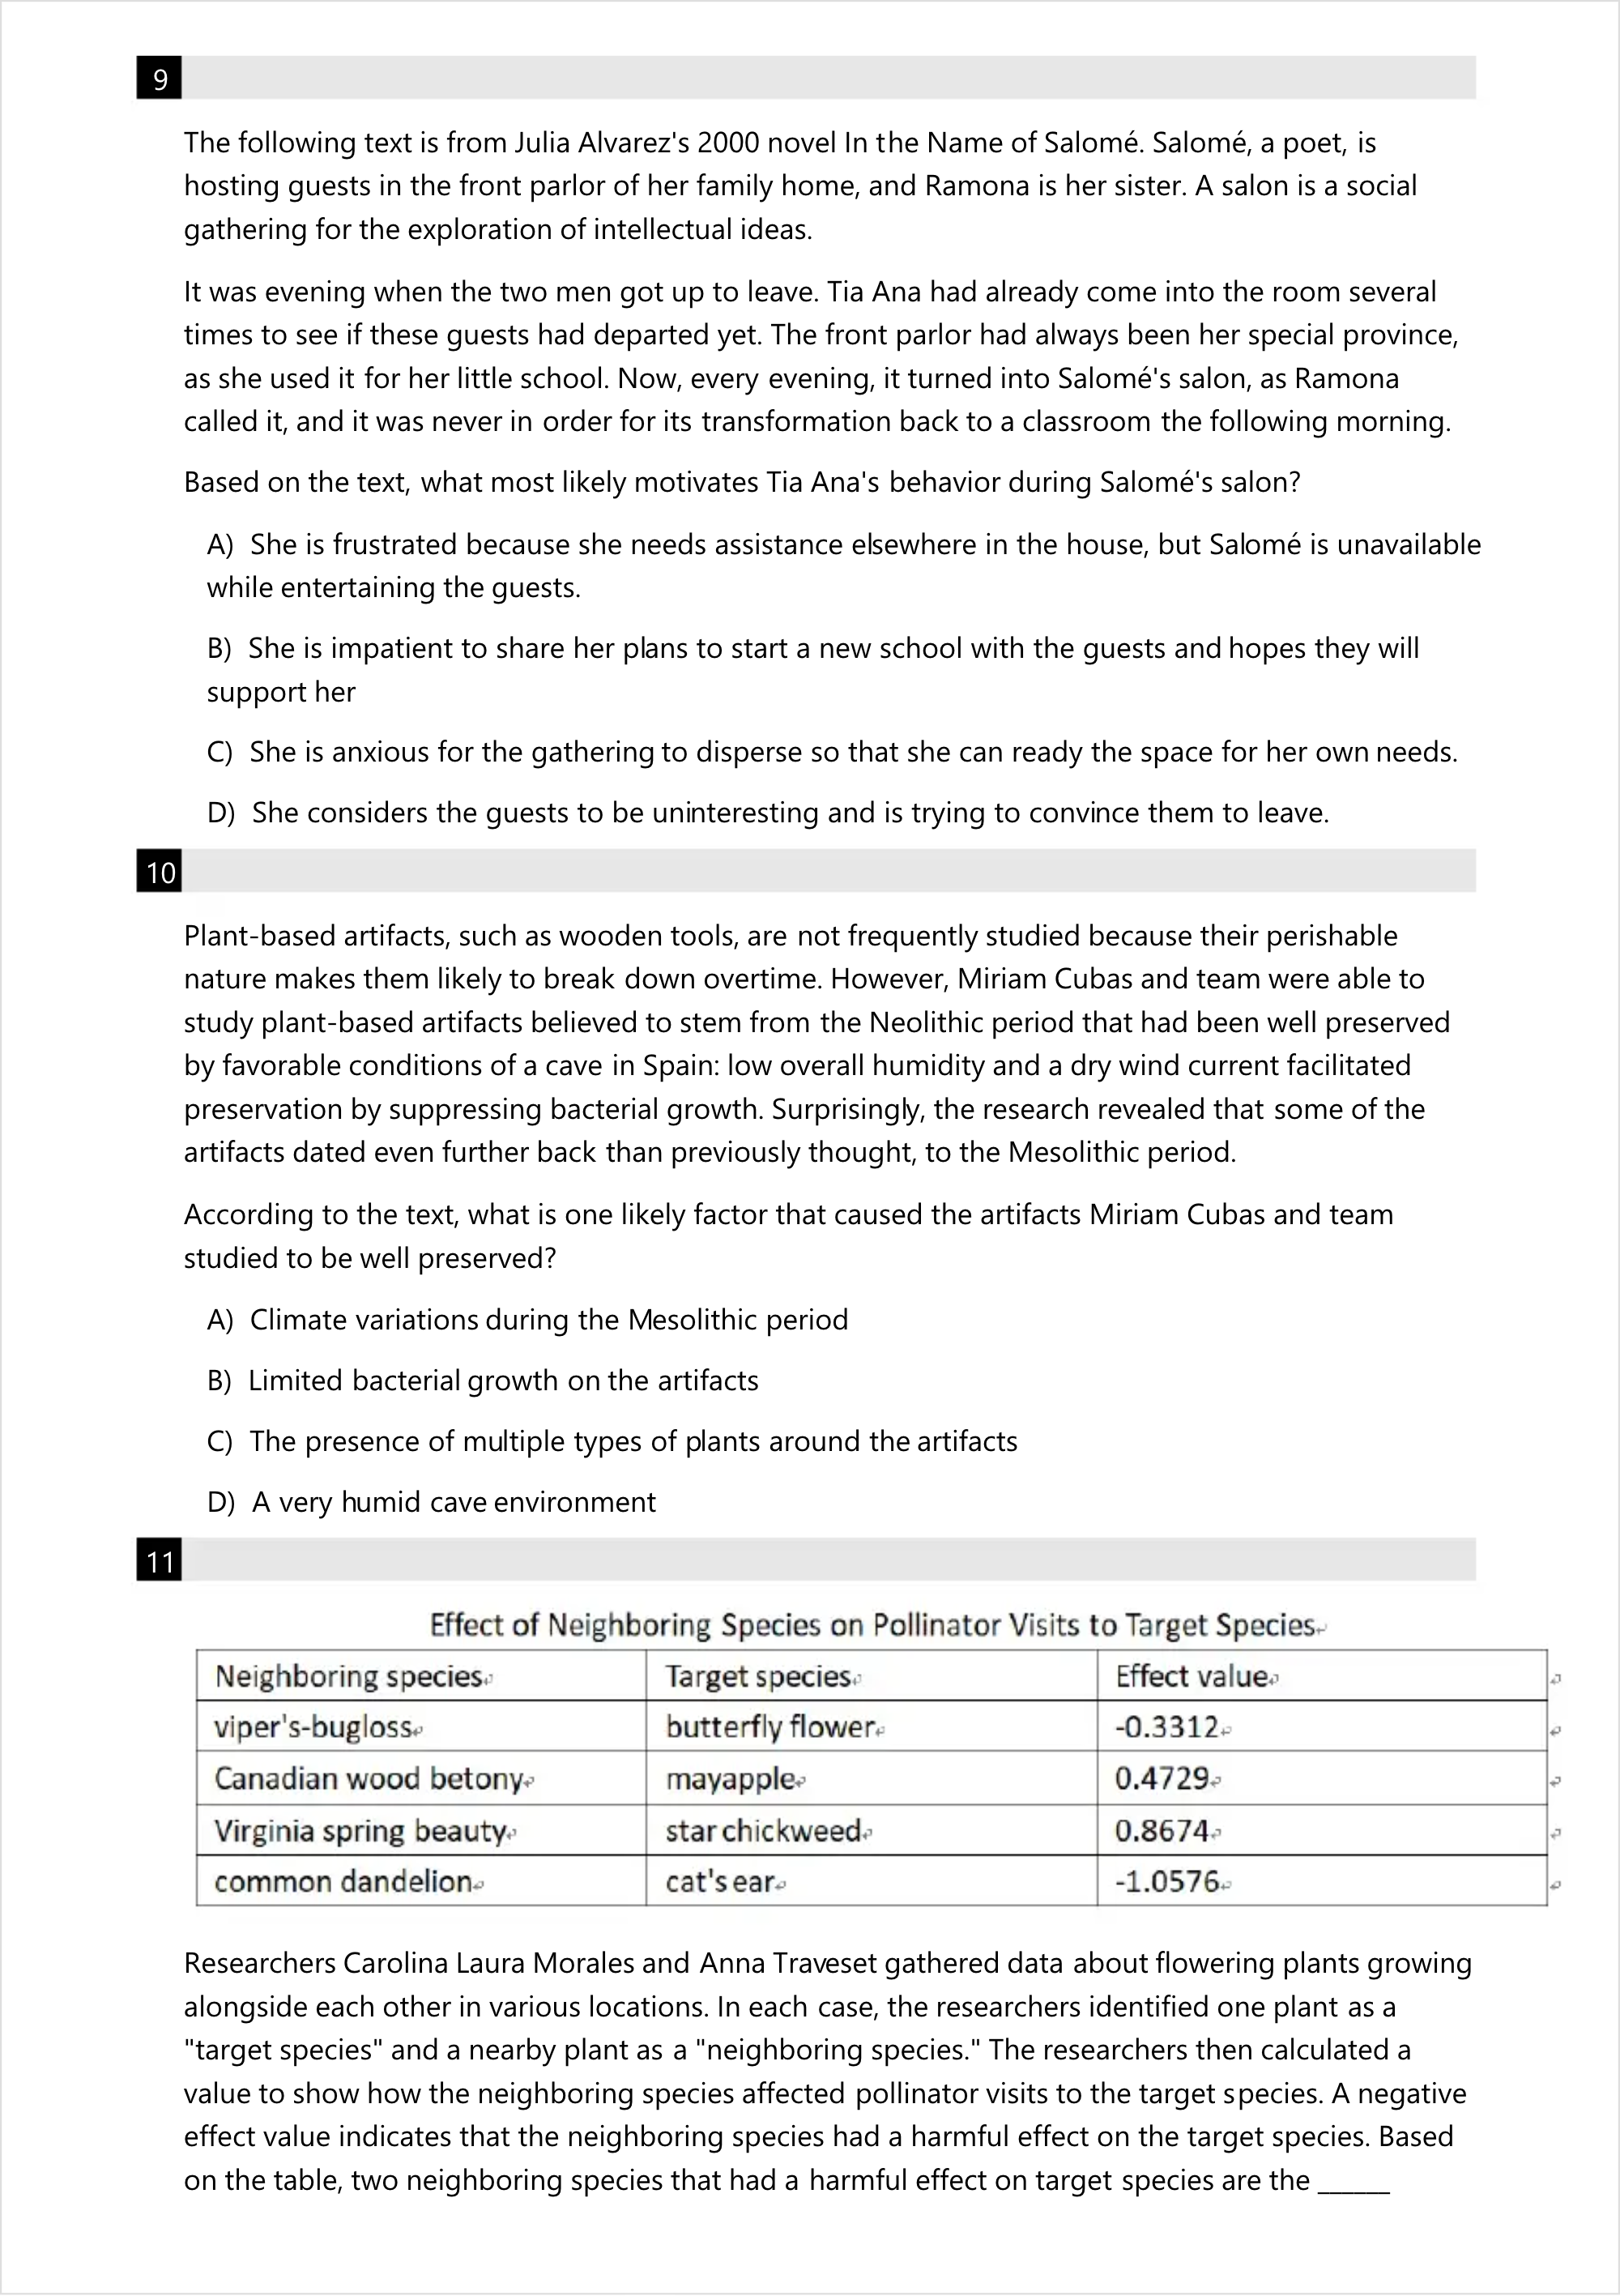 9
The following text is from Julia Alvarez's 2000 novel In the Name of Salomé. Salomé, a poet, is
hosting guests in the front parlor of her family home, and Ramona is her sister. A salon is a social
gathering for the exploration of intellectual ideas.
It was evening when the two men got up to leave. Tia Ana had already come into the room several
times to see if these guests had departed yet. The front parlor had always been her special province,
as she used it for her little school. Now, every evening, it turned into Salomé's salon, as Ramona
called it, and it was never in order for its transformation back to a classroom the following morning.
Based on the text, what most likely motivates Tia Ana's behavior during Salomé's salon?
A) She is frustrated because she needs assistance elsewhere in the house, but Salomé is unavailable
while entertaining the guests.
B) She is impatient to share her plans to start a new school with the guests and hopes they will
support her
C) She is anxious for the gathering to disperse so that she can ready the space for her own needs.
D) She considers the guests to be uninteresting and is trying to convince them to leave.
10
Plant-based artifacts, such as wooden tools, are not frequently studied because their perishable
nature makes them likely to break down overtime. However, Miriam Cubas and team were able to
study plant-based artifacts believed to stem from the Neolithic period that had been well preserved
by favorable conditions of a cave in Spain: low overall humidity and a dry wind current facilitated
preservation by suppressing bacterial growth. Surprisingly, the research revealed that some of the
artifacts dated even further back than previously thought, to the Mesolithic period.
According to the text, what is one likely factor that caused the artifacts Miriam Cubas and team
studied to be well preserved?
A) Climate variations during the Mesolithic period
B) Limited bacterial growth on the artifacts
C) The presence of multiple types of plants around the artifacts
D) A very humid cave environment
11
Effect of Neighboring Species on Pollinator Visits to Target Species
Neighboring species Target species Effect value
viper's-bugloss butterfly flower -0.3312
Canadian wood betony mayapple 0.4729
Virginia spring beauty star chickweed 0.8674
common dandelion cat's ear -1.0576
Researchers Carolina Laura Morales and Anna Traveset gathered data about flowering plants growing
alongside each other in various locations. In each case, the researchers identified one plant as a
"target species" and a nearby plant as a "neighboring species." The researchers then calculated a
value to show how the neighboring species affected pollinator visits to the target species. A negative
effect value indicates that the neighboring species had a harmful effect on the target species. Based
on the table, two neighboring species that had a harmful effect on target species are the ______